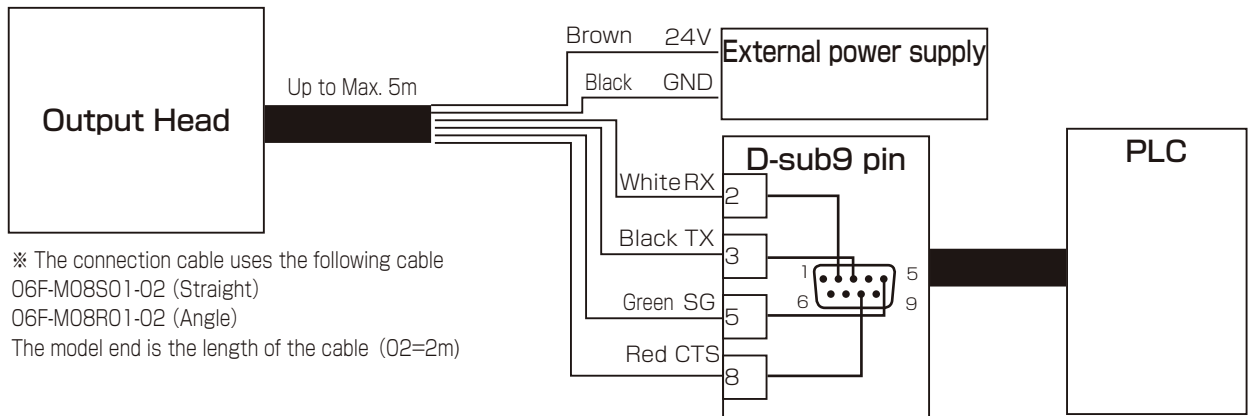 Output Head
Up to Max. 5m
Brown 24V
Black GND
External power supply
D-sub9 pin
White RX
2
Black TX
3
Green SG
5
Red CTS
8
1
5
6
9
PLC
※ The connection cable uses the following cable
06F-M08S01-02 (Straight)
06F-M08R01-02 (Angle)
The model end is the length of the cable (02=2m)